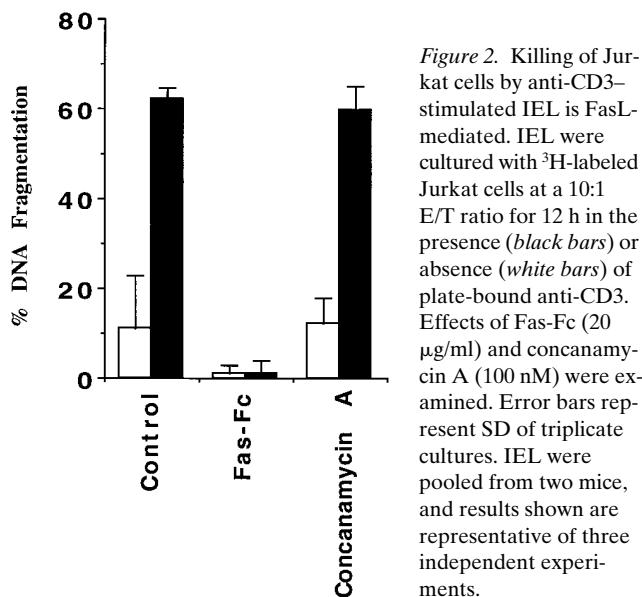 80
60
40
20
0
% DNA Fragmentation
Control
Fas-Fc
Concanamycin A
Figure 2. Killing of Jur-
kat cells by anti-CD3–
stimulated IEL is FasL-
mediated. IEL were
cultured with ³H-labeled
Jurkat cells at a 10:1
E/T ratio for 12 h in the
presence (black bars) or
absence (white bars) of
plate-bound anti-CD3.
Effects of Fas-Fc (20
μg/ml) and concanamy-
cin A (100 nM) were ex-
amined. Error bars rep-
resent SD of triplicate
cultures. IEL were
pooled from two mice,
and results shown are
representative of three
independent experi-
ments.